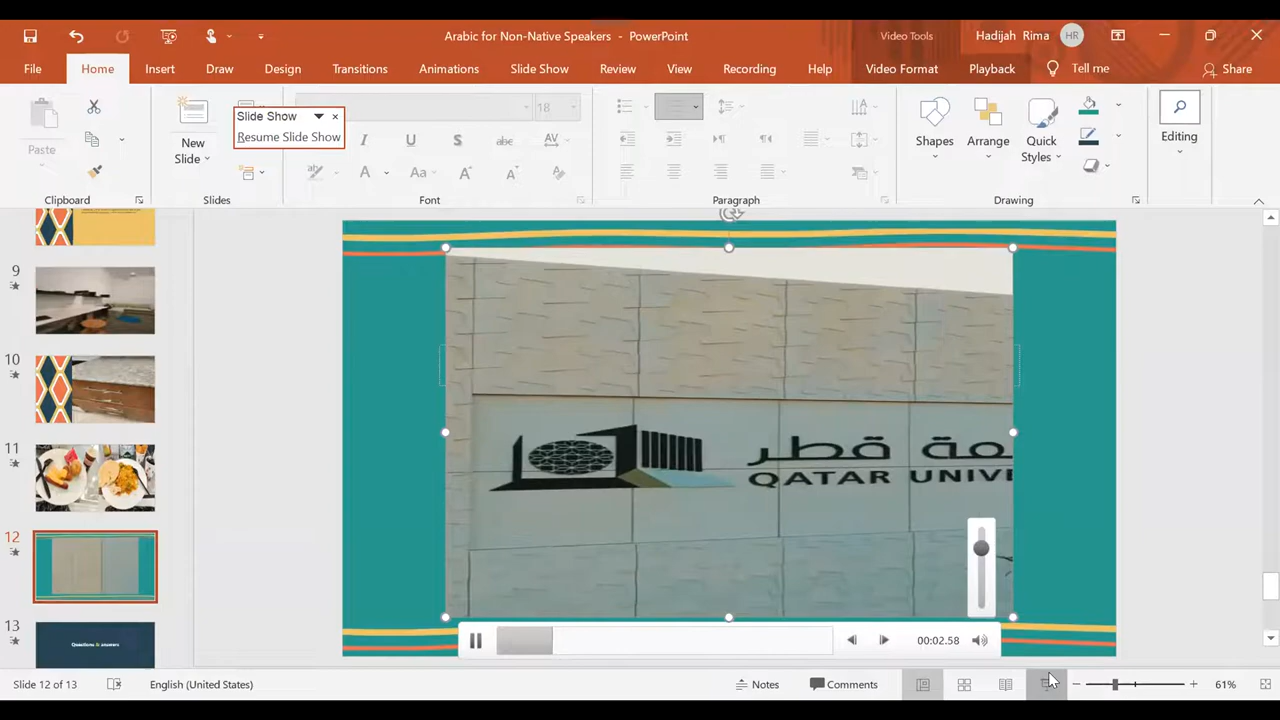 Arabic for Non-Native Speakers - PowerPoint
Video Tools
Hadijah Rima
HR
File
Home
Insert
Draw
Design
Transitions
Animations
Slide Show
Review
View
Recording
Help
Video Format
Playback
Tell me
Share
Paste
New
Slide
Slide Show
Resume Slide Show
18
Shapes
Arrange
Quick
Styles
Editing
Clipboard
Slides
Font
Paragraph
Drawing
9
10
11
12
13
Questions & answers
قطر
QATAR UNIVE
00:02.58
Slide 12 of 13
English (United States)
Notes
Comments
61%